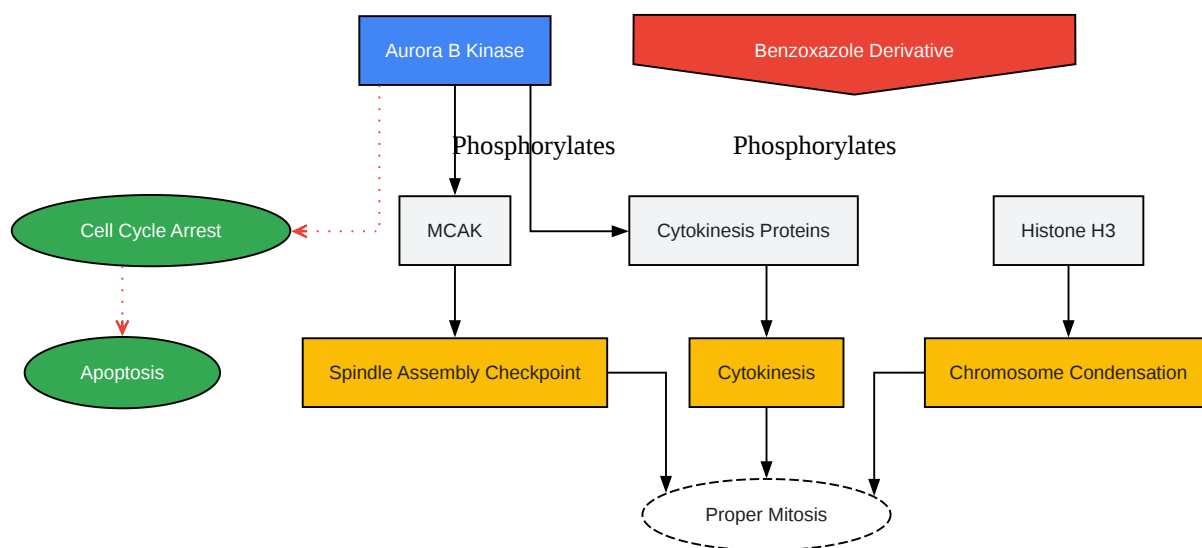 Aurora B Kinase
Benzoxazole Derivative
Phosphorylates
Phosphorylates
Cell Cycle Arrest
MCAK
Cytokinesis Proteins
Histone H3
Apoptosis
Spindle Assembly Checkpoint
Cytokinesis
Chromosome Condensation
Proper Mitosis